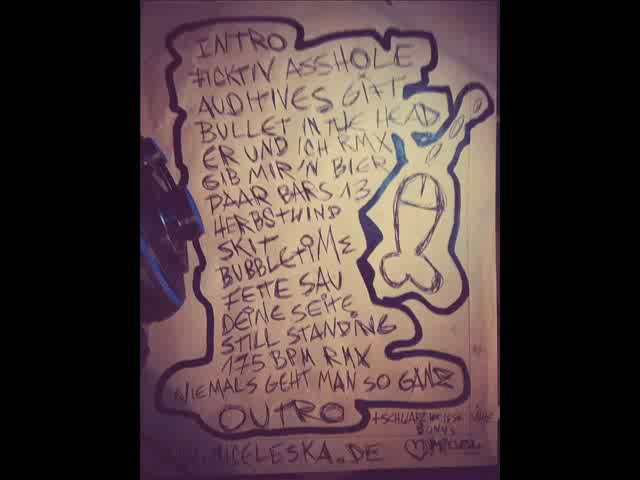 INTRO
FICKTIV ASSHOLE
AUDITIVES GIFT
BULLET IN THE HEAD
ER UND ICH RMX
GIB MIR 'N BIER
PAAR BARS 13
HERBSTWIND
SKIT
BUBBLETIME
FETTE SAU
DEINE SEITE
STILL STANDING
175 BPM RMX
NIEMALS GEHT MAN SO GANZ
OUTRO
BONUS